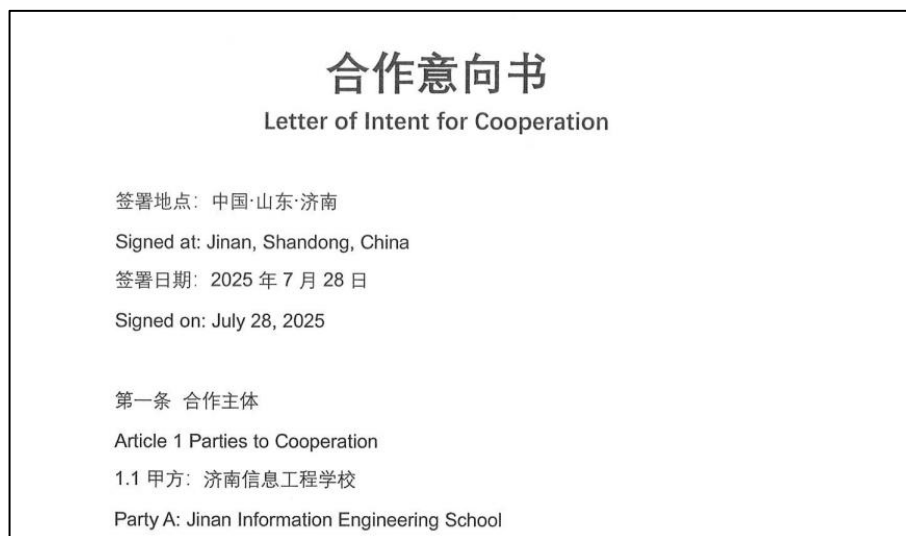 合作意向书
Letter of Intent for Cooperation
签署地点：中国·山东·济南
Signed at: Jinan, Shandong, China
签署日期：2025 年 7 月 28 日
Signed on: July 28, 2025
第一条 合作主体
Article 1 Parties to Cooperation
1.1 甲方：济南信息工程学校
Party A: Jinan Information Engineering School